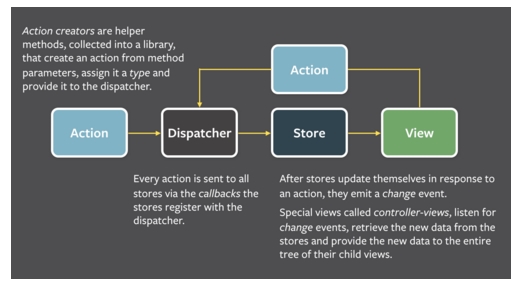 Action creators are helper
methods, collected into a library,
that create an action from method
parameters, assign it a type and
provide it to the dispatcher.
Action
Action
Dispatcher
Store
View
Every action is sent to all
stores via the callbacks the
stores register with the
dispatcher.
After stores update themselves in response to
an action, they emit a change event.
Special views called controller-views, listen for
change events, retrieve the new data from the
stores and provide the new data to the entire
tree of their child views.